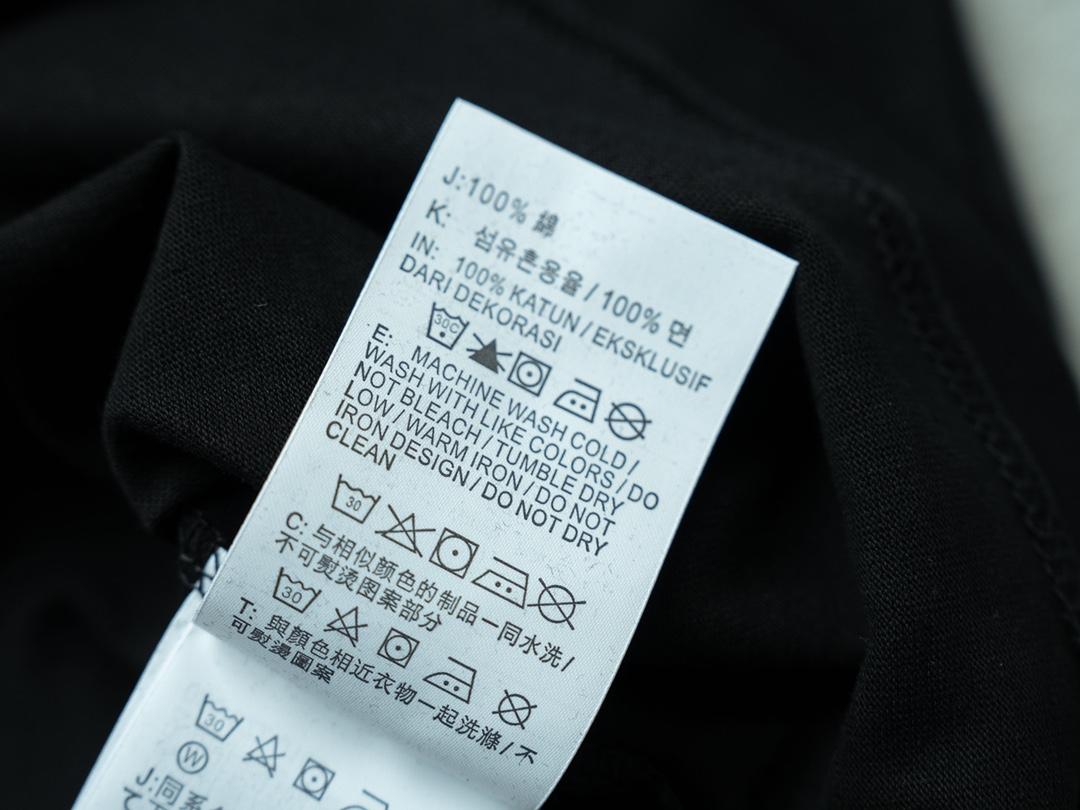 J:100% 綿
K: 섬유혼용율 / 100% 면
IN: 100% KATUN / EKSKLUSIF
DARI DEKORASI
30C
E: MACHINE WASH COLD /
WASH WITH LIKE COLORS / DO
NOT BLEACH / TUMBLE DRY
LOW / WARM IRON / DO NOT
IRON DESIGN / DO NOT DRY
CLEAN
30
C: 与相似颜色的制品一同水洗 /
不可熨烫图案部分
30
T: 與顏色相近衣物一起洗滌 / 不
可熨燙圖案
30
W
J:同系